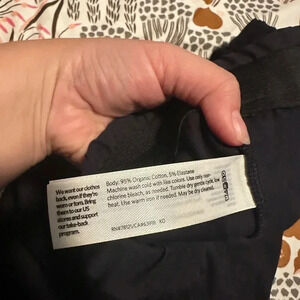 We want our clothes
back, even if they're
worn or torn. Bring
them to our US
stores and support
our take-back
program.
Body: 95% Organic Cotton, 5% Elastane
Machine wash cold with like colors. Use only non-
chlorine bleach, as needed. Tumble dry gentle cycle, low
heat. Use warm iron if needed. May be dry cleaned.